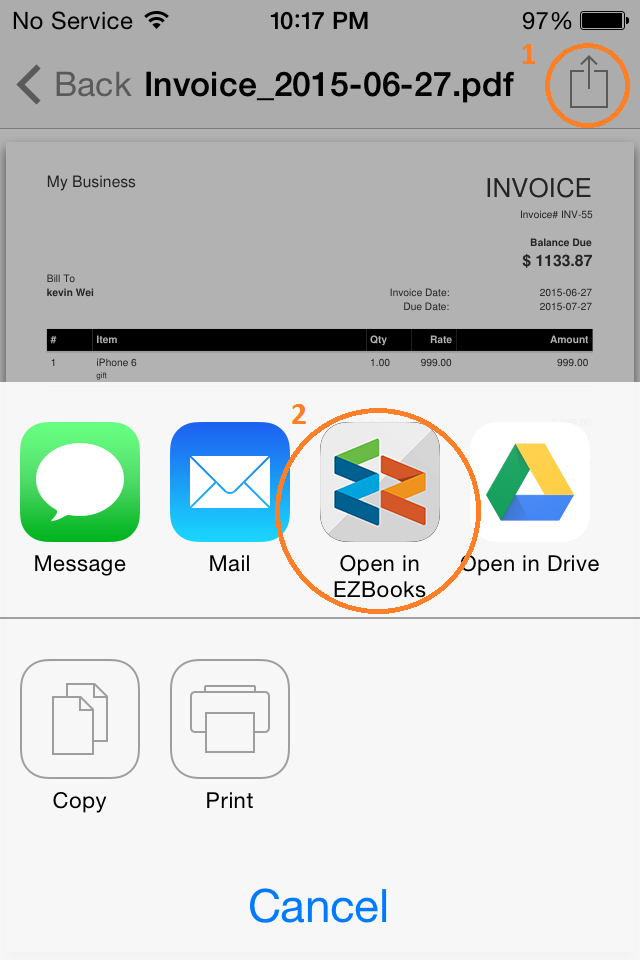 No Service 10:17 PM 97%
1
Back Invoice_2015-06-27.pdf
My Business
INVOICE
Invoice# INV-55
Balance Due
$ 1133.87
Bill To
kevin Wei
Invoice Date: 2015-06-27
Due Date: 2015-07-27
# Item Qty Rate Amount
1 iPhone 6 1.00 999.00 999.00
gift
2
Message Mail Open in EZBooks Open in Drive
Copy Print
Cancel